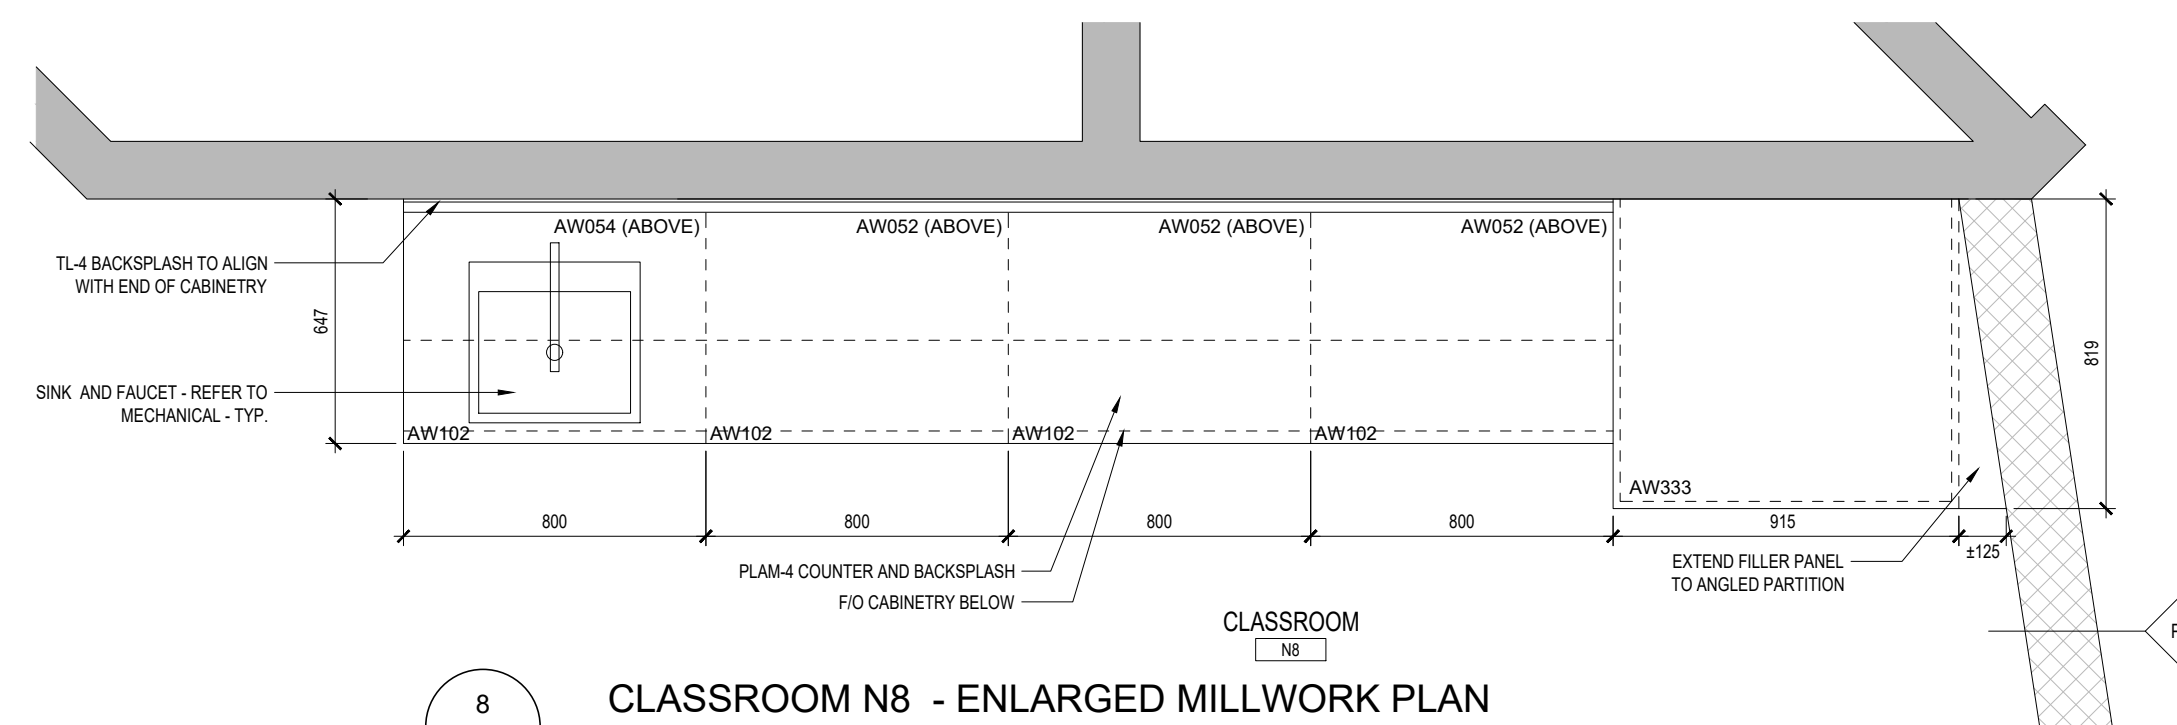 AW054 (ABOVE)
AW052 (ABOVE)
AW052 (ABOVE)
AW052 (ABOVE)
TL-4 BACKSPLASH TO ALIGN
WITH END OF CABINETRY
647
819
SINK AND FAUCET - REFER TO
MECHANICAL - TYP.
AW102
AW102
AW102
AW102
AW333
800
800
800
800
915
±125
PLAM-4 COUNTER AND BACKSPLASH
F/O CABINETRY BELOW
EXTEND FILLER PANEL
TO ANGLED PARTITION
CLASSROOM
N8
8
CLASSROOM N8 - ENLARGED MILLWORK PLAN